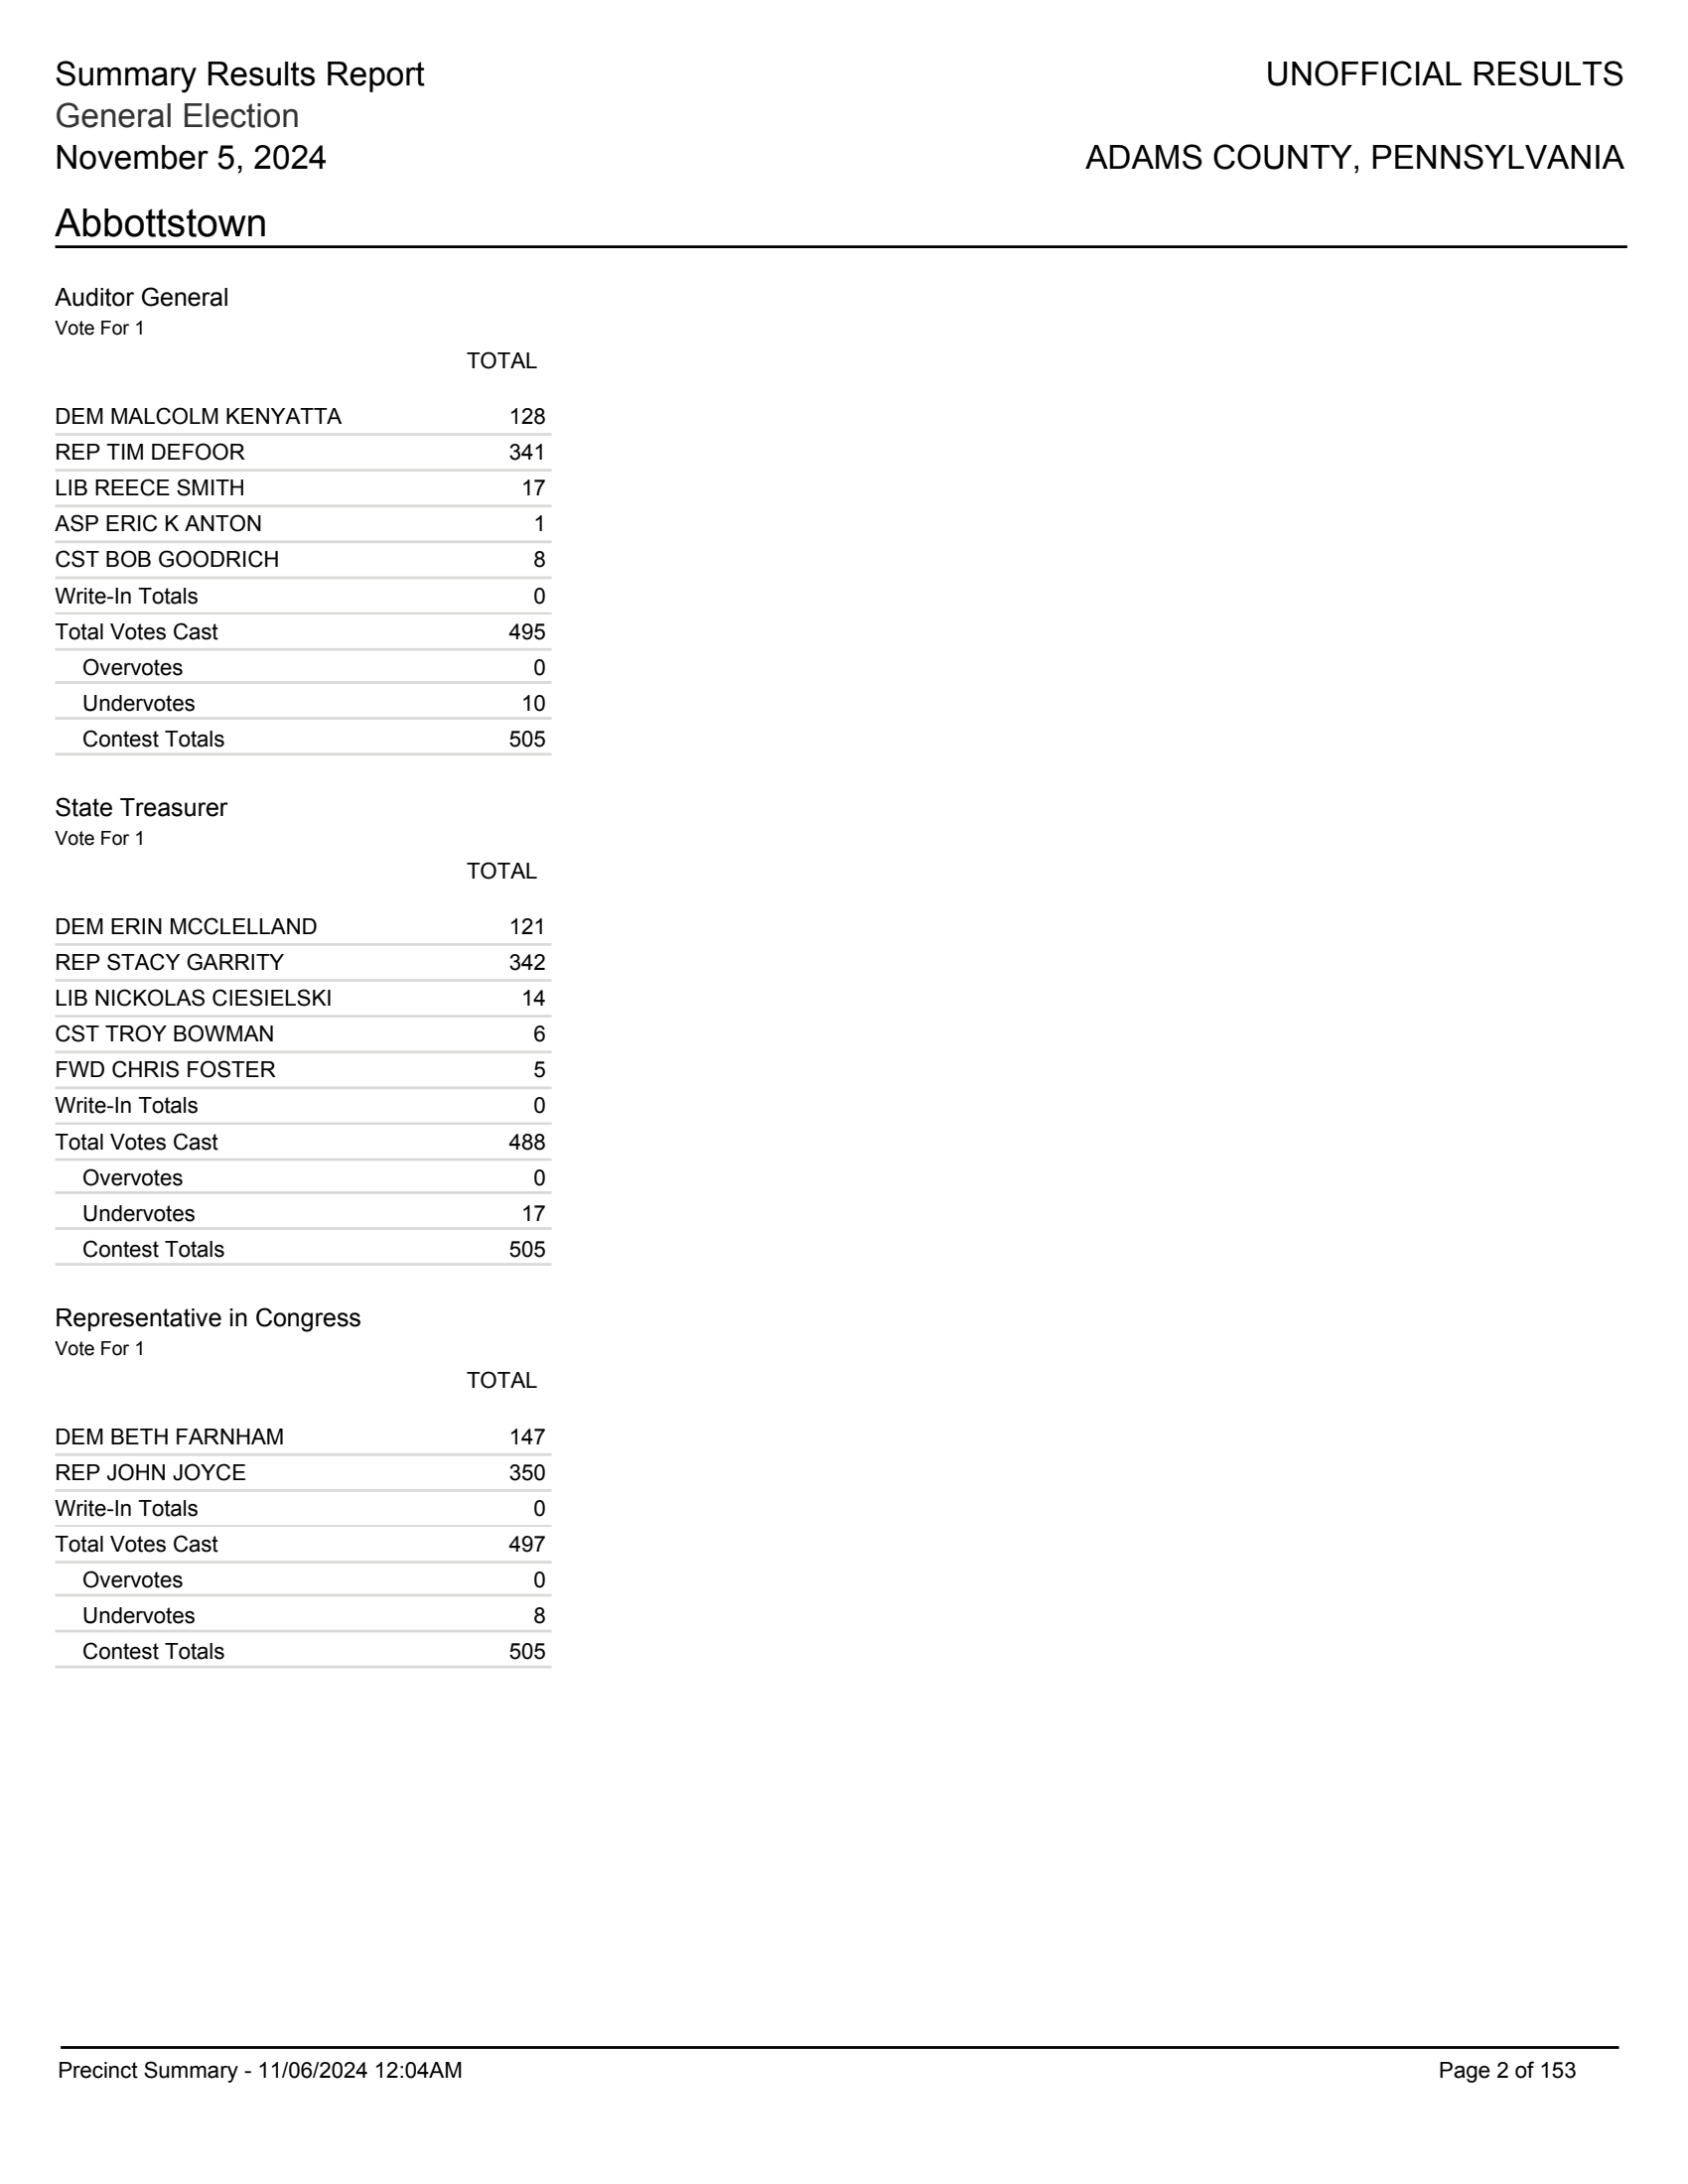 Summary Results Report
UNOFFICIAL RESULTS
General Election
November 5, 2024
ADAMS COUNTY, PENNSYLVANIA
Abbottstown
Auditor General
Vote For 1
TOTAL
DEM MALCOLM KENYATTA 128
REP TIM DEFOOR 341
LIB REECE SMITH 17
ASP ERIC K ANTON 1
CST BOB GOODRICH 8
Write-In Totals 0
Total Votes Cast 495
Overvotes 0
Undervotes 10
Contest Totals 505
State Treasurer
Vote For 1
TOTAL
DEM ERIN MCCLELLAND 121
REP STACY GARRITY 342
LIB NICKOLAS CIESIELSKI 14
CST TROY BOWMAN 6
FWD CHRIS FOSTER 5
Write-In Totals 0
Total Votes Cast 488
Overvotes 0
Undervotes 17
Contest Totals 505
Representative in Congress
Vote For 1
TOTAL
DEM BETH FARNHAM 147
REP JOHN JOYCE 350
Write-In Totals 0
Total Votes Cast 497
Overvotes 0
Undervotes 8
Contest Totals 505
Precinct Summary - 11/06/2024 12:04AM
Page 2 of 153